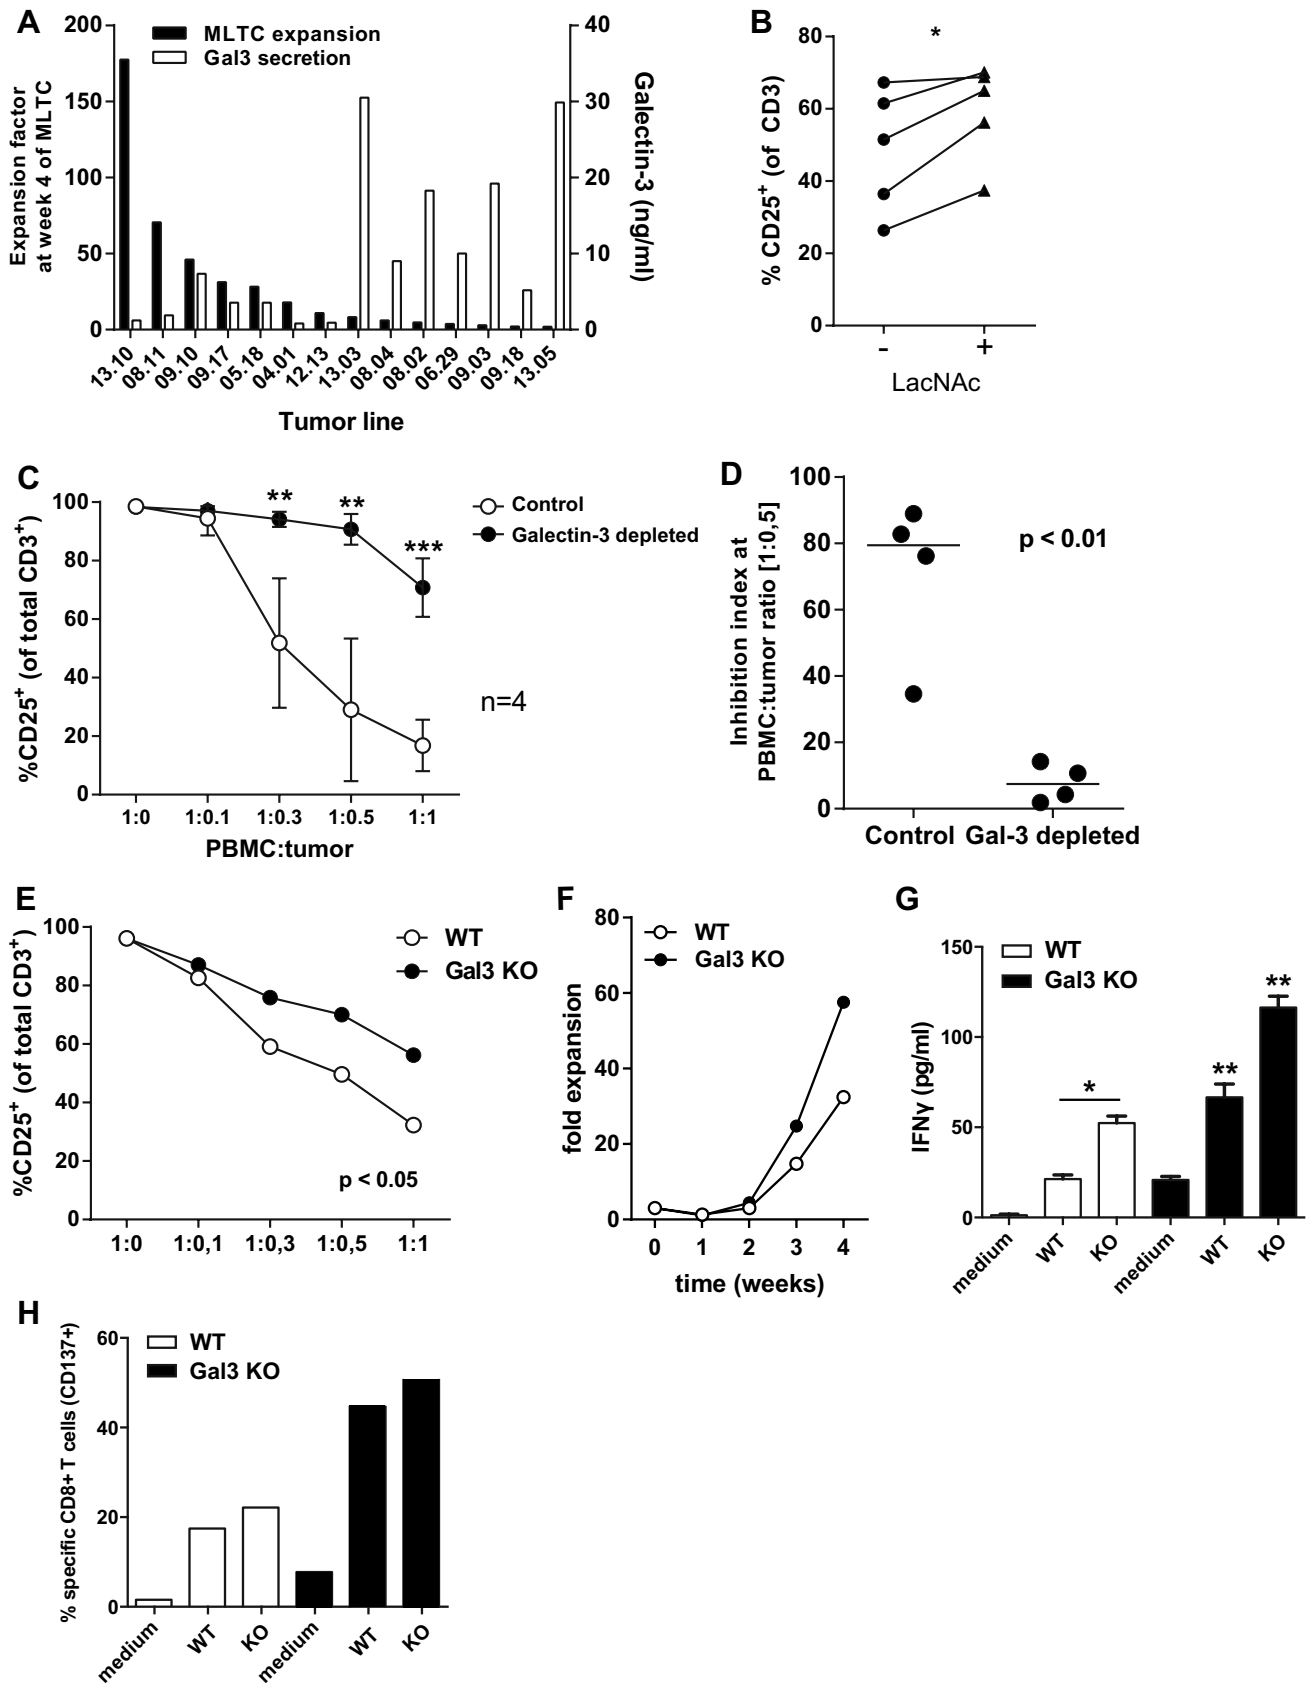 A
MLTC expansion
Gal3 secretion
Expansion factor
at week 4 of MLTC
200
150
100
50
0
40
30
20
10
0
Galectin-3 (ng/ml)
13.10
08.11
09.10
09.17
05.18
04.01
12.13
13.03
08.04
08.02
06.29
09.03
09.18
13.05
Tumor line
B
% CD25⁺ (of CD3)
80
60
40
20
0
*
-
+
LacNAc
C
%CD25⁺ (of total CD3⁺)
100
80
60
40
20
0
**
**
***
Control
Galectin-3 depleted
n=4
1:0
1:0.1
1:0.3
1:0.5
1:1
PBMC:tumor
D
Inhibition index at
PBMC:tumor ratio [1:0,5]
100
80
60
40
20
0
p < 0.01
Control
Gal-3 depleted
E
%CD25⁺ (of total CD3⁺)
100
80
60
40
20
0
WT
Gal3 KO
p < 0.05
1:0
1:0,1
1:0,3
1:0,5
1:1
F
fold expansion
80
60
40
20
0
WT
Gal3 KO
0
1
2
3
4
time (weeks)
G
IFNγ (pg/ml)
150
100
50
0
WT
Gal3 KO
*
**
**
medium
WT
KO
medium
WT
KO
H
% specific CD8+ T cells (CD137+)
60
40
20
0
WT
Gal3 KO
medium
WT
KO
medium
WT
KO